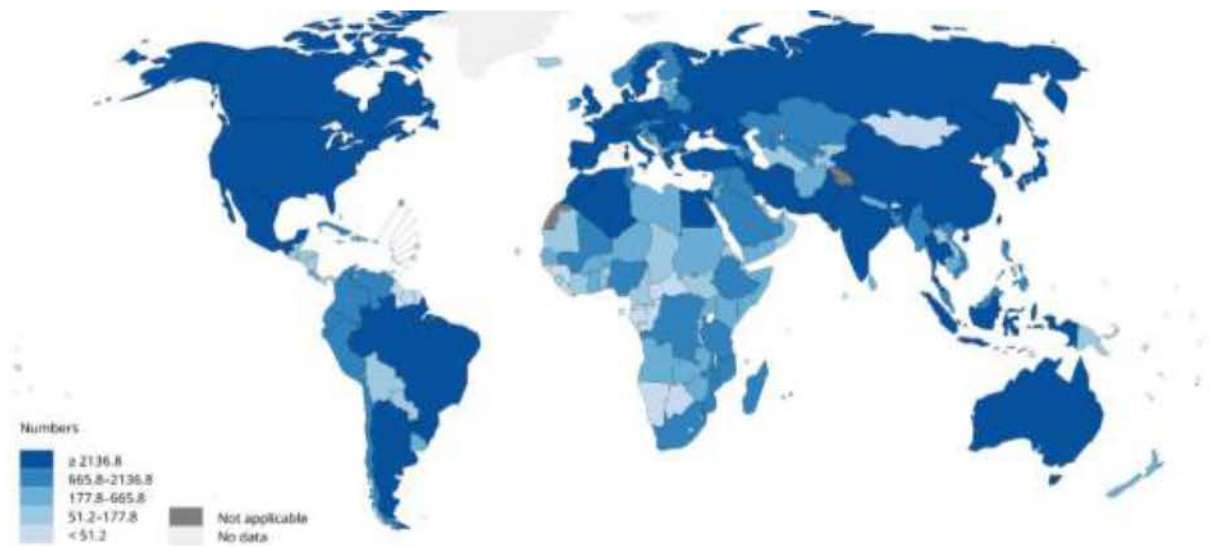 Numbers
≥ 2136.8
665.8–2136.8
177.8–665.8
51.2–177.8
< 51.2
Not applicable
No data